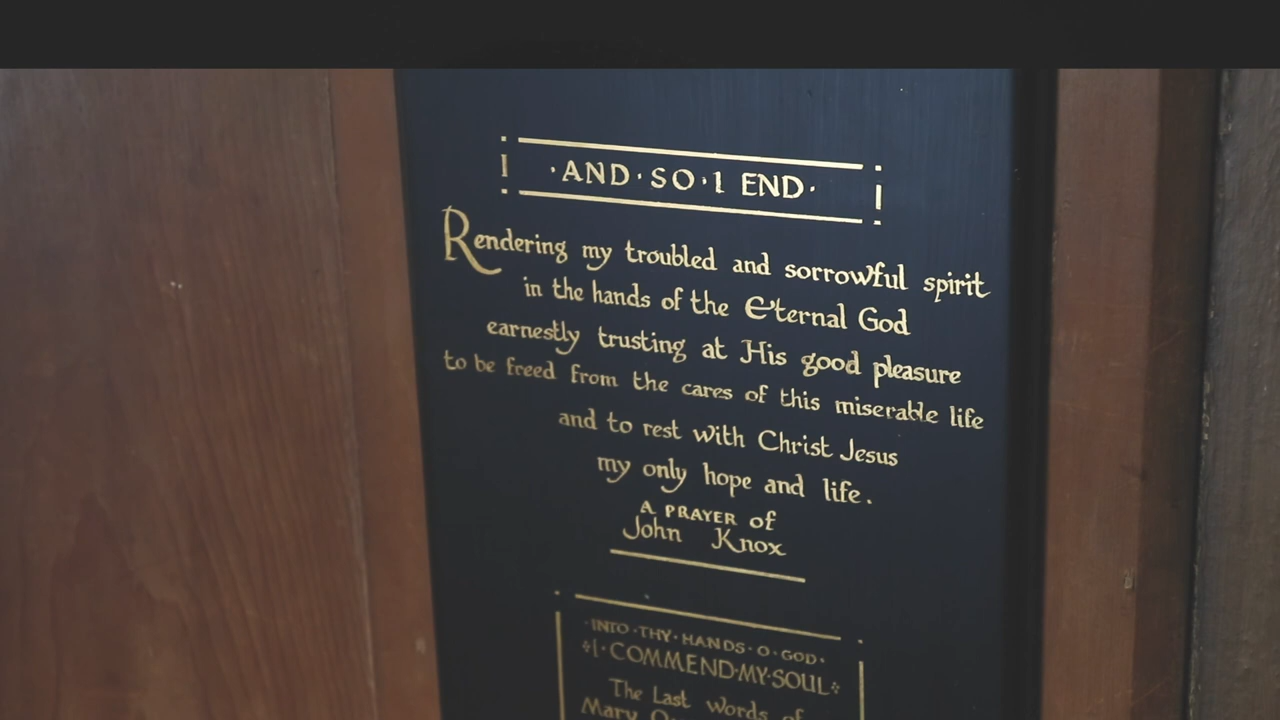 ·AND·SO·I END·
Rendering my troubled and sorrowful spirit
in the hands of the Eternal God
earnestly trusting at His good pleasure
to be freed from the cares of this miserable life
and to rest with Christ Jesus
my only hope and life.
A PRAYER of
John Knox
·INTO·THY·HANDS·O·GOD·
I·COMMEND·MY·SOUL
The Last words of
Mary